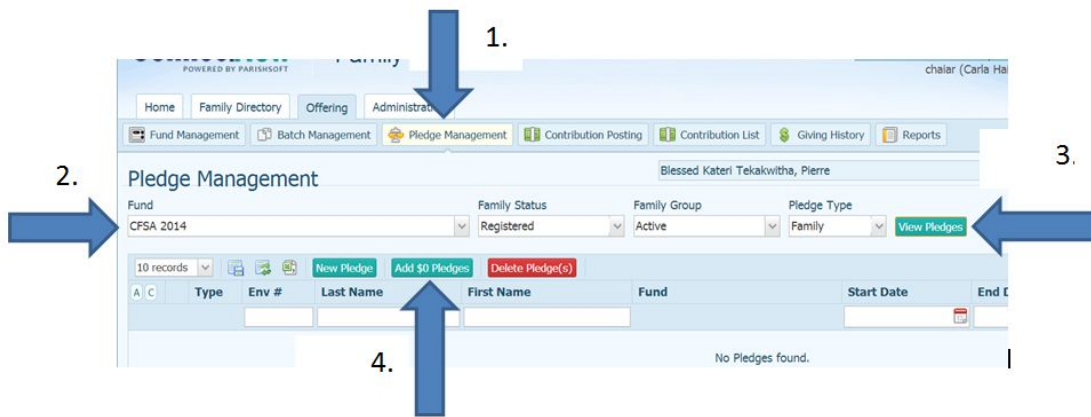 1.
POWERED BY PARISHSOFT
Family
chaiar (Carla Hai
Home Family Directory Offering Administrati
Fund Management Batch Management Pledge Management Contribution Posting Contribution List Giving History Reports
2.
3.
Pledge Management
Blessed Kateri Tekakwitha, Pierre
Fund Family Status Family Group Pledge Type
CFSA 2014 Registered Active Family View Pledges
10 records New Pledge Add $0 Pledges Delete Pledge(s)
A C Type Env # Last Name First Name Fund Start Date End D
No Pledges found.
4.